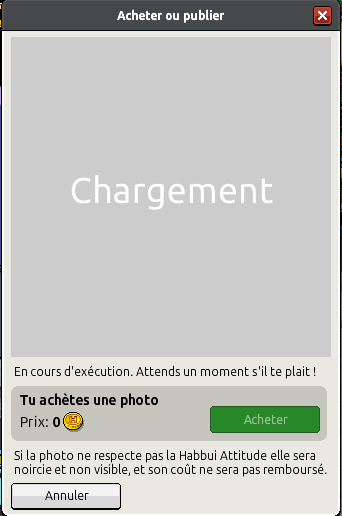 Acheter ou publier
Chargement
En cours d'exécution. Attends un moment s'il te plait !
Tu achètes une photo
Prix: 0
Acheter
Si la photo ne respecte pas la Habbui Attitude elle sera
noircie et non visible, et son coût ne sera pas remboursé.
Annuler